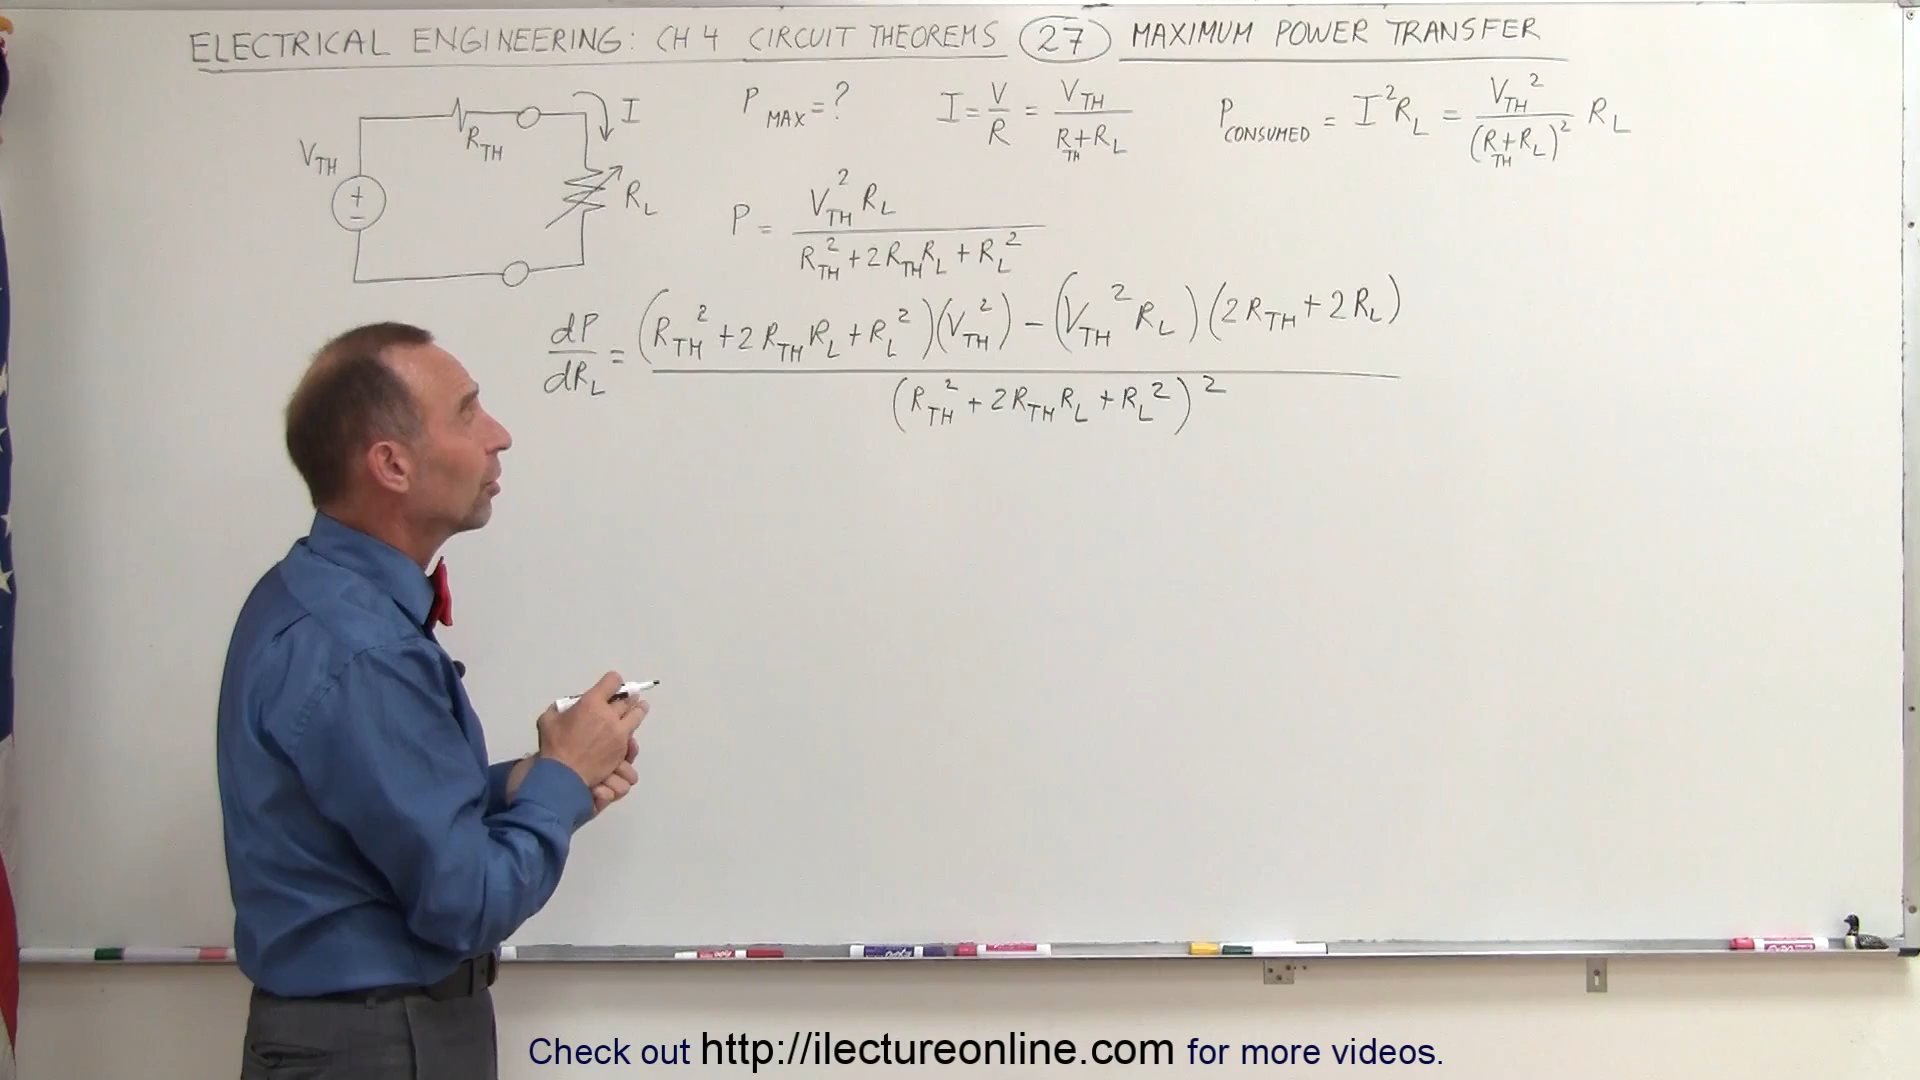 ELECTRICAL ENGINEERING: CH 4 CIRCUIT THEOREMS 27 MAXIMUM POWER TRANSFER
V_TH + − R_TH I R_L
P_MAX = ?
I = V/R = V_TH/(R_TH + R_L)
P_CONSUMED = I²R_L = V_TH²/(R_TH + R_L)² R_L
P = V_TH² R_L/(R_TH² + 2R_TH R_L + R_L²)
dP/dR_L = ((R_TH² + 2R_TH R_L + R_L²)(V_TH²) − (V_TH² R_L)(2R_TH + 2R_L))/(R_TH² + 2R_TH R_L + R_L²)²
Check out http://ilectureonline.com for more videos.